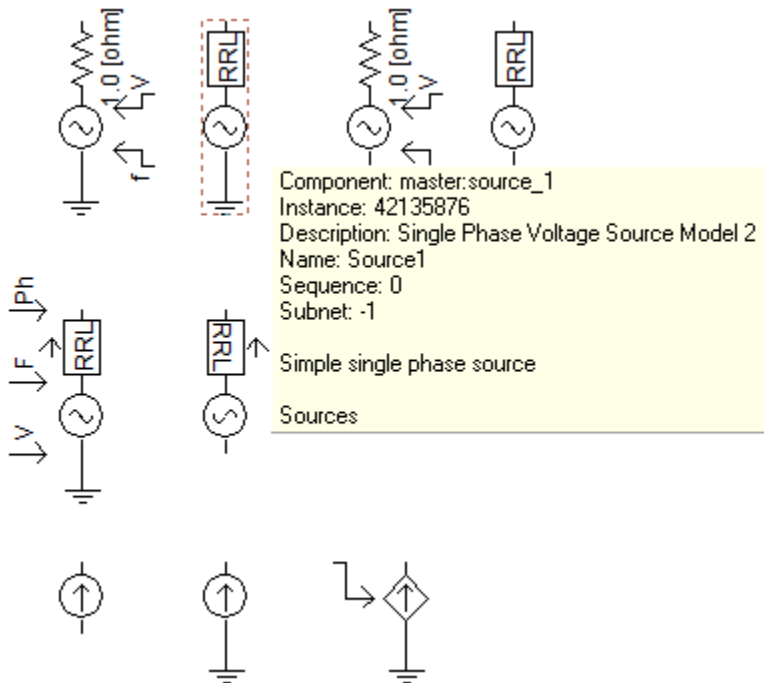 1.0 [ohm]
V
f
RRL
1.0 [ohm]
V
RRL
Component: master:source_1
Instance: 42135876
Description: Single Phase Voltage Source Model 2
Name: Source1
Sequence: 0
Subnet: -1
Simple single phase source
Sources
Ph
F
V
RRL
RRL